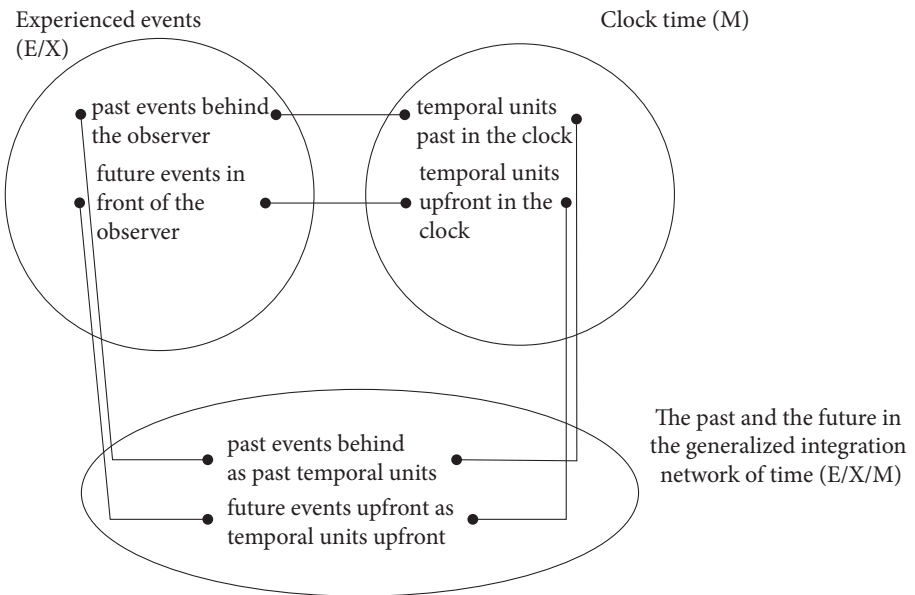 Experienced events
(E/X)
Clock time (M)
past events behind
the observer
future events in
front of the
observer
temporal units
past in the clock
temporal units
upfront in the
clock
past events behind
as past temporal units
future events upfront as
temporal units upfront
The past and the future in
the generalized integration
network of time (E/X/M)